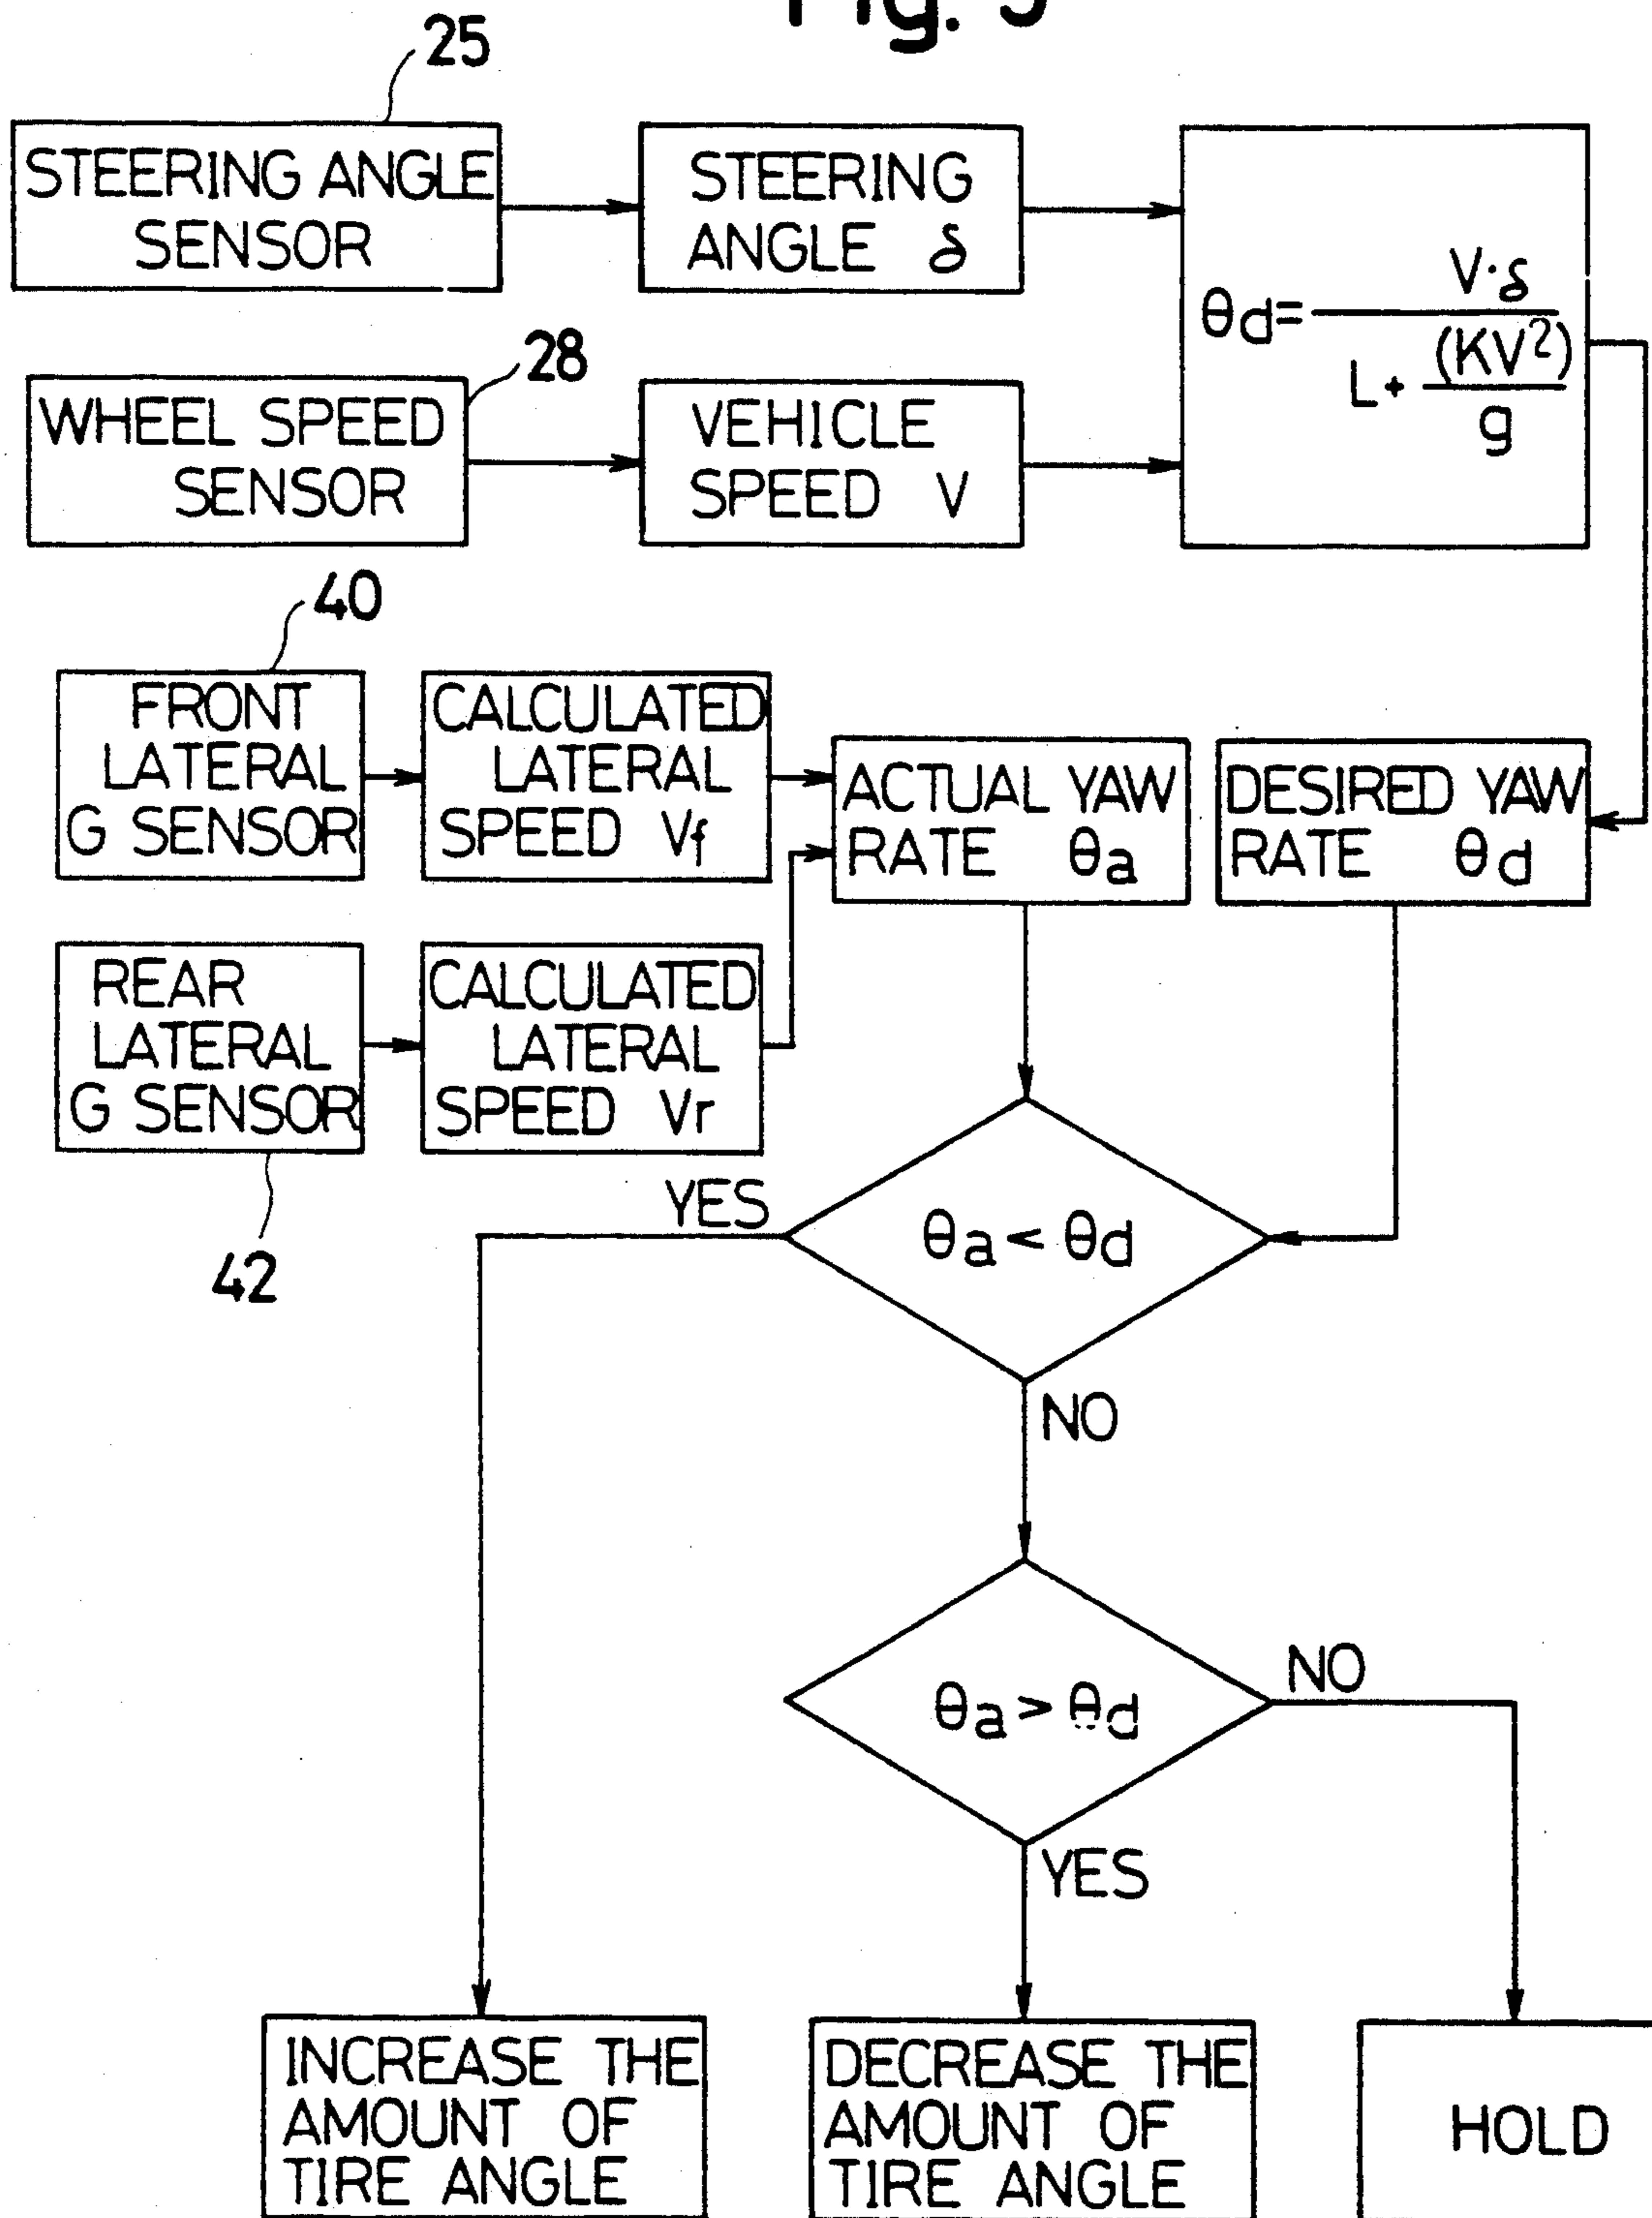 Fig. 5
25
STEERING ANGLE
SENSOR
STEERING
ANGLE δ
θd = V·δ / (L + (KV²)/g)
28
WHEEL SPEED
SENSOR
VEHICLE
SPEED V
40
FRONT
LATERAL
G SENSOR
CALCULATED
LATERAL
SPEED Vf
ACTUAL YAW
RATE θa
DESIRED YAW
RATE θd
REAR
LATERAL
G SENSOR
CALCULATED
LATERAL
SPEED Vr
42
YES
θa < θd
NO
θa > θd
NO
YES
INCREASE THE
AMOUNT OF
TIRE ANGLE
DECREASE THE
AMOUNT OF
TIRE ANGLE
HOLD